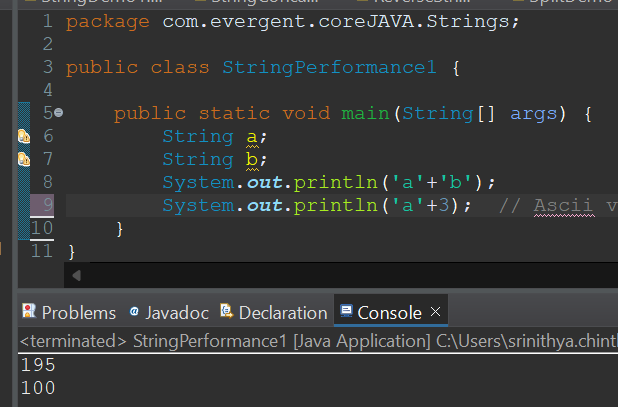 1 package com.evergent.coreJAVA.Strings;
2
3 public class StringPerformance1 {
4
5 public static void main(String[] args) {
6 String a;
7 String b;
8 System.out.println('a'+'b');
9 System.out.println('a'+3); // Ascii v
10 }
11 }
Problems @ Javadoc Declaration Console ×
<terminated> StringPerformance1 [Java Application] C:\Users\srinithya.chint
195
100